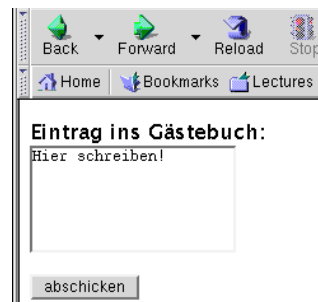 Back Forward Reload Stop
Home Bookmarks Lectures
Eintrag ins Gästebuch:
Hier schreiben!
abschicken